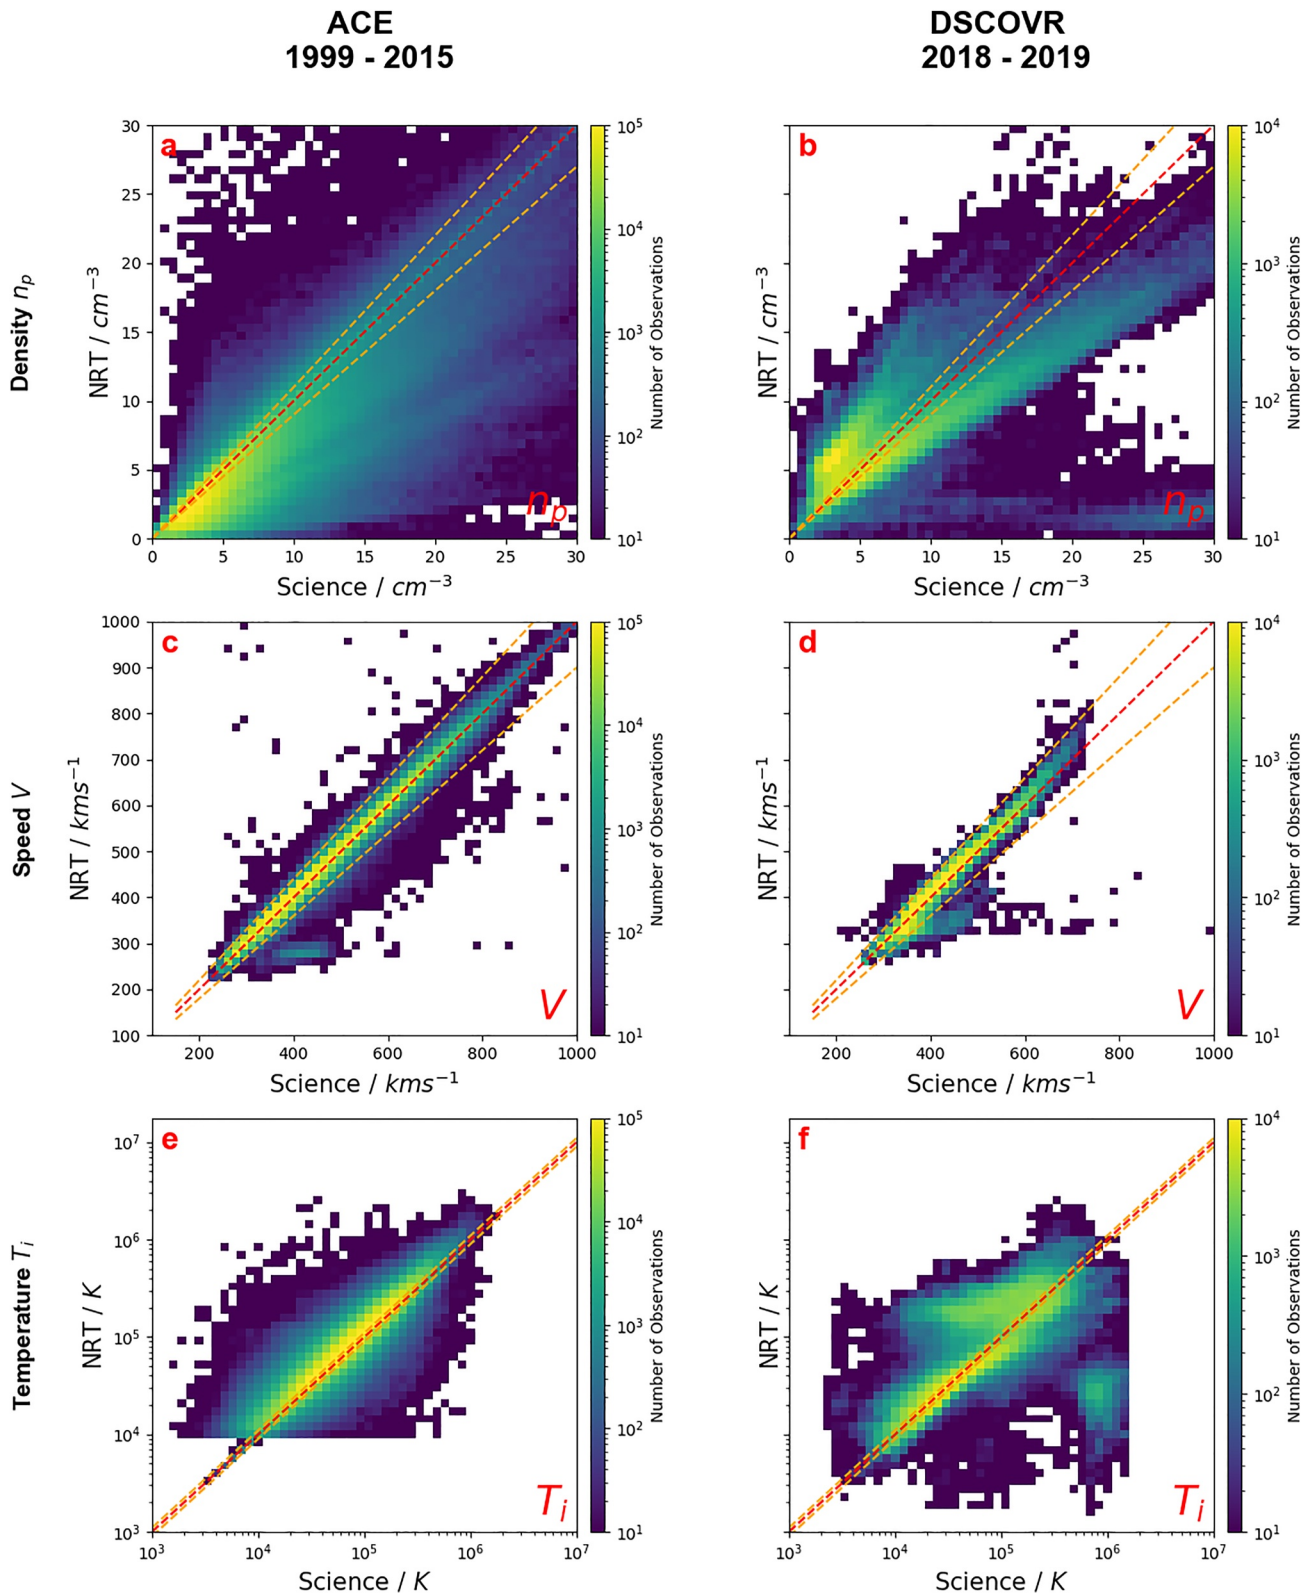 ACE
1999 - 2015
DSCOVR
2018 - 2019
Density n_p
a
30
25
20
15
10
5
0
NRT / cm⁻³
0 5 10 15 20 25 30
Science / cm⁻³
n_p
10⁵
10⁴
10³
10²
10¹
Number of Observations
b
NRT / cm⁻³
0 5 10 15 20 25 30
Science / cm⁻³
n_p
10⁴
10³
10²
10¹
Number of Observations
Speed V
c
1000
900
800
700
600
500
400
300
200
100
NRT / kms⁻¹
200 400 600 800 1000
Science / kms⁻¹
V
10⁵
10⁴
10³
10²
10¹
Number of Observations
d
NRT / kms⁻¹
200 400 600 800 1000
Science / kms⁻¹
V
10⁴
10³
10²
10¹
Number of Observations
Temperature T_i
e
10⁷
10⁶
10⁵
10⁴
10³
NRT / K
10³ 10⁴ 10⁵ 10⁶ 10⁷
Science / K
T_i
10⁵
10⁴
10³
10²
10¹
Number of Observations
f
NRT / K
10³ 10⁴ 10⁵ 10⁶ 10⁷
Science / K
T_i
10⁴
10³
10²
10¹
Number of Observations